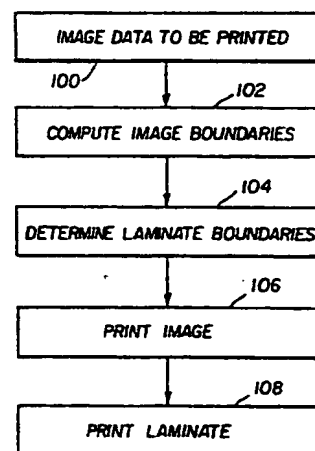 IMAGE DATA TO BE PRINTED
100
102
COMPUTE IMAGE BOUNDARIES
104
DETERMINE LAMINATE BOUNDARIES
106
PRINT IMAGE
108
PRINT LAMINATE